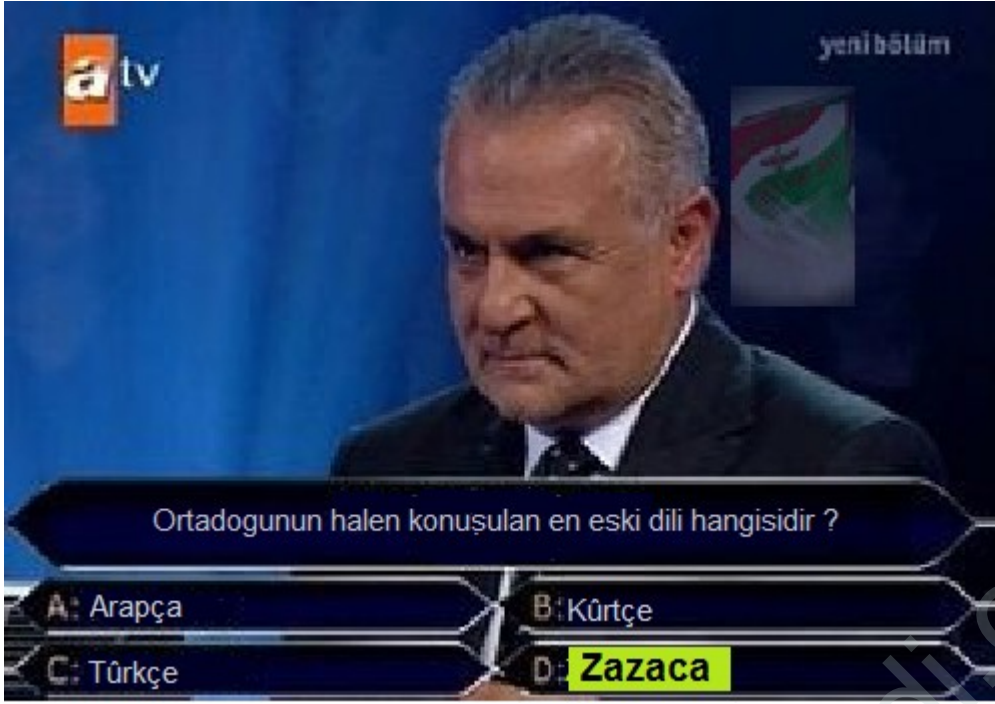 atv
yeni bölüm
Ortadogunun halen konuşulan en eski dili hangisidir ?
A: Arapça
B: Kûrtçe
C: Tûrkçe
D: Zazaca